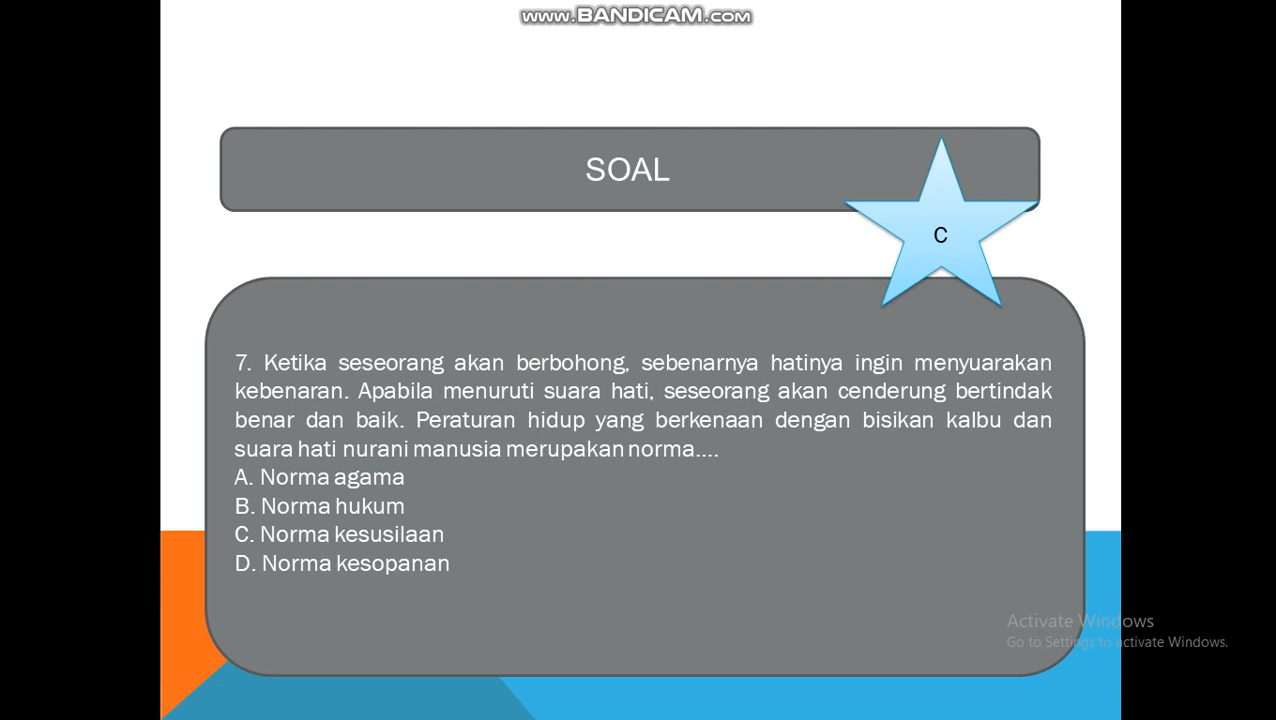 www.BANDICAM.com
SOAL
C
7. Ketika seseorang akan berbohong, sebenarnya hatinya ingin menyuarakan
kebenaran. Apabila menuruti suara hati, seseorang akan cenderung bertindak
benar dan baik. Peraturan hidup yang berkenaan dengan bisikan kalbu dan
suara hati nurani manusia merupakan norma....
A. Norma agama
B. Norma hukum
C. Norma kesusilaan
D. Norma kesopanan
Activate Windows
Go to Settings to activate Windows.